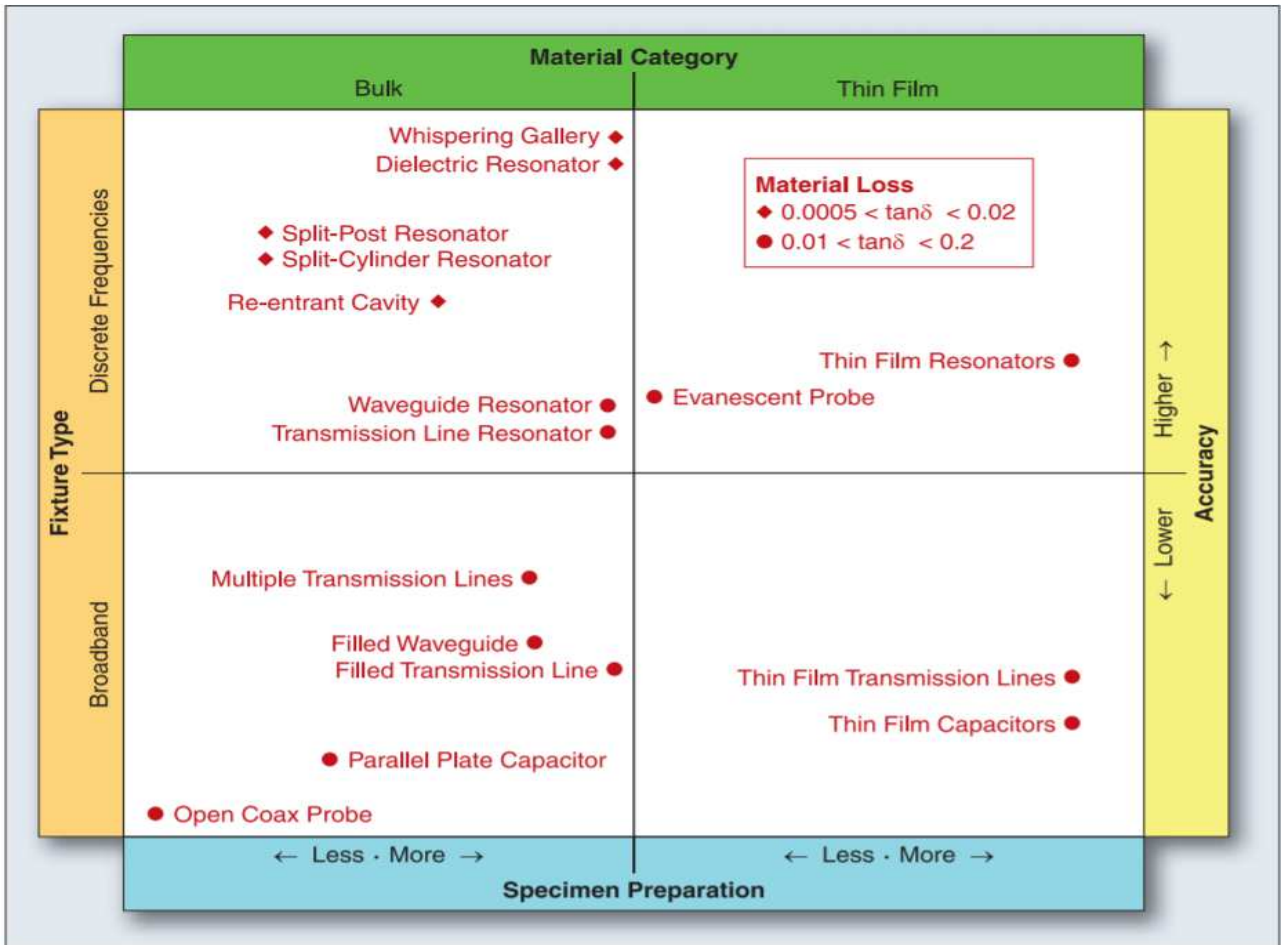 Material Category
Bulk
Thin Film
Fixture Type
Discrete Frequencies
Broadband
Whispering Gallery
Dielectric Resonator
Split-Post Resonator
Split-Cylinder Resonator
Re-entrant Cavity
Waveguide Resonator
Transmission Line Resonator
Material Loss
0.0005 < tanδ < 0.02
0.01 < tanδ < 0.2
Thin Film Resonators
Evanescent Probe
Multiple Transmission Lines
Filled Waveguide
Filled Transmission Line
Parallel Plate Capacitor
Open Coax Probe
Thin Film Transmission Lines
Thin Film Capacitors
Higher →
← Lower
Accuracy
← Less · More →
← Less · More →
Specimen Preparation